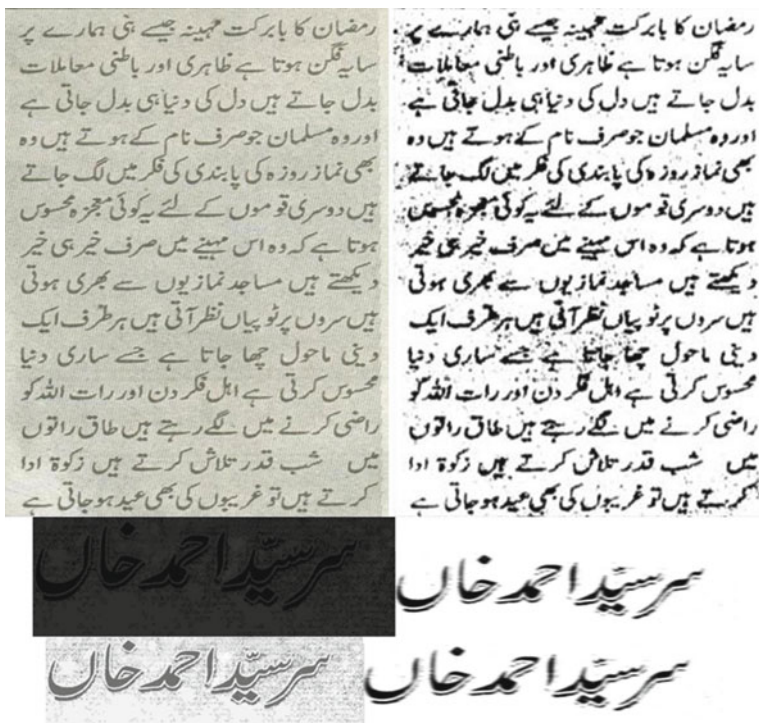 رمضان کا بابرکت مہینہ جیسے ہی ہمارے پر
سایہ فگن ہوتا ہے ظاہری اور باطنی معاملات
بدل جاتے ہیں دل کی دنیا ہی بدل جاتی ہے
اور وہ مسلمان جو صرف نام کے ہوتے ہیں وہ
بھی نماز روزہ کی پابندی کی فکر میں لگ جاتے
ہیں دوسری قوموں کے لئے یہ کوئی معجزہ محسوس
ہوتا ہے کہ وہ اس مہینے میں صرف خیر ہی خیر
دیکھتے ہیں مساجد نمازیوں سے بھری ہوتی
ہیں سروں پر ٹوپیاں نظر آتی ہیں ہر طرف ایک
دینی ماحول چھا جاتا ہے جسے ساری دنیا
محسوس کرتی ہے اہل فکر دن اور رات اللہ کو
راضی کرنے میں لگے رہتے ہیں طاق راتوں
میں شب قدر تلاش کرتے ہیں زکوۃ ادا
کرتے ہیں تو غریبوں کی بھی عید ہو جاتی ہے
رمضان کا بابرکت مہینہ جیسے ہی ہمارے پر
سایہ فگن ہوتا ہے ظاہری اور باطنی معاملات
بدل جاتے ہیں دل کی دنیا ہی بدل جاتی ہے
اور وہ مسلمان جو صرف نام کے ہوتے ہیں وہ
بھی نماز روزہ کی پابندی کی فکر میں لگ جاتے
ہیں دوسری قوموں کے لئے یہ کوئی معجزہ محسوس
ہوتا ہے کہ وہ اس مہینے میں صرف خیر ہی خیر
دیکھتے ہیں مساجد نمازیوں سے بھری ہوتی
ہیں سروں پر ٹوپیاں نظر آتی ہیں ہر طرف ایک
دینی ماحول چھا جاتا ہے جسے ساری دنیا
محسوس کرتی ہے اہل فکر دن اور رات اللہ کو
راضی کرنے میں لگے رہتے ہیں طاق راتوں
میں شب قدر تلاش کرتے ہیں زکوۃ ادا
کرتے ہیں تو غریبوں کی بھی عید ہو جاتی ہے
سر سیّد احمد خاں
سر سیّد احمد خاں
سر سیّد احمد خاں
سر سیّد احمد خاں